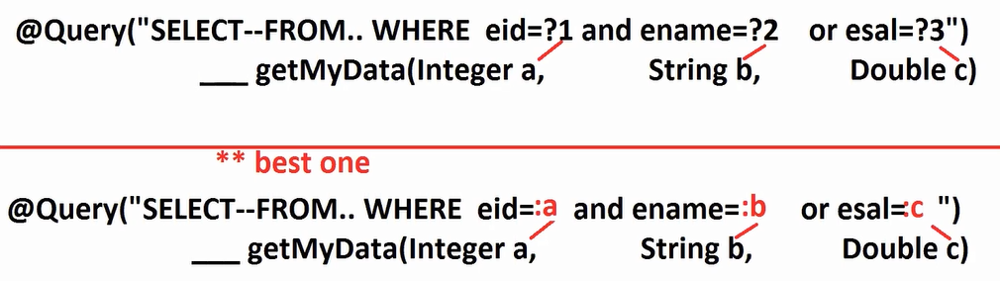 @Query("SELECT--FROM.. WHERE eid=?1 and ename=?2 or esal=?3")
___ getMyData(Integer a, String b, Double c)
** best one
@Query("SELECT--FROM.. WHERE eid=:a and ename=:b or esal=:c ")
___ getMyData(Integer a, String b, Double c)